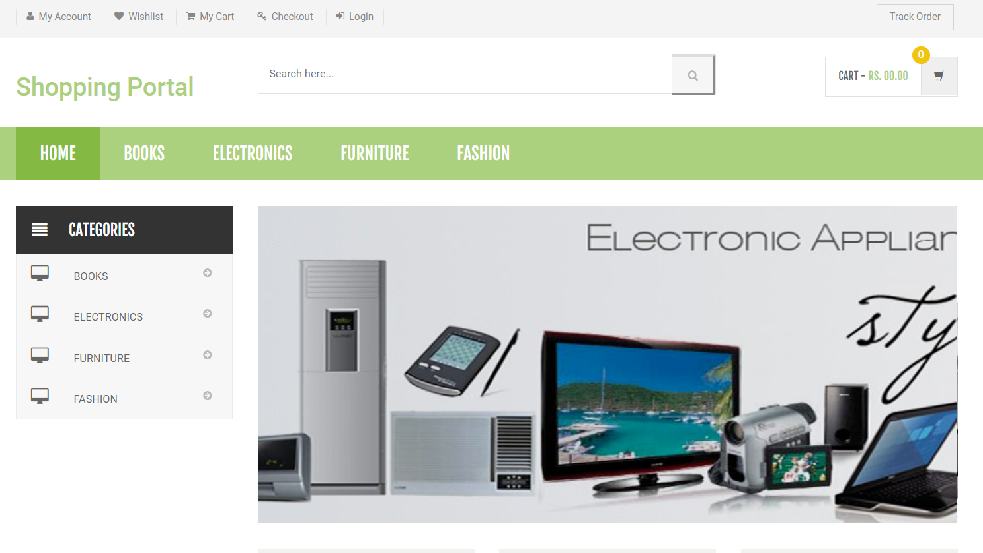 My Account Wishlist My Cart Checkout Login Track Order
Shopping Portal
Search here...
0
CART - RS. 00.00
HOME BOOKS ELECTRONICS FURNITURE FASHION
CATEGORIES
BOOKS
ELECTRONICS
FURNITURE
FASHION
ELECTRONIC APPLIAN
sty